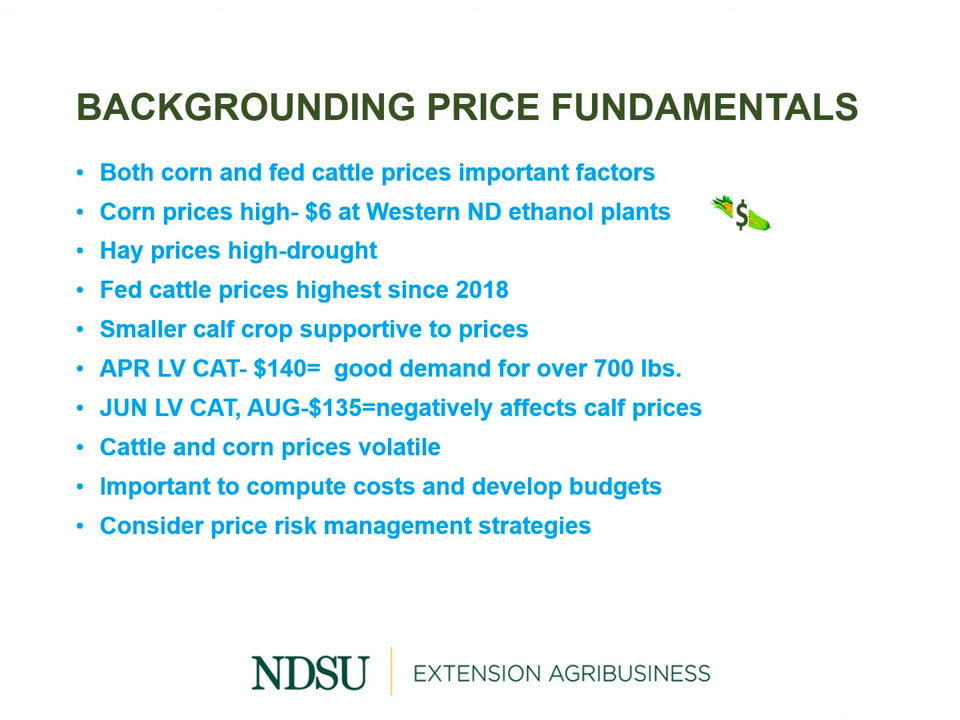 BACKGROUNDING PRICE FUNDAMENTALS
• Both corn and fed cattle prices important factors
• Corn prices high- $6 at Western ND ethanol plants
$
• Hay prices high-drought
• Fed cattle prices highest since 2018
• Smaller calf crop supportive to prices
• APR LV CAT- $140=  good demand for over 700 lbs.
• JUN LV CAT, AUG-$135=negatively affects calf prices
• Cattle and corn prices volatile
• Important to compute costs and develop budgets
• Consider price risk management strategies
NDSU EXTENSION AGRIBUSINESS